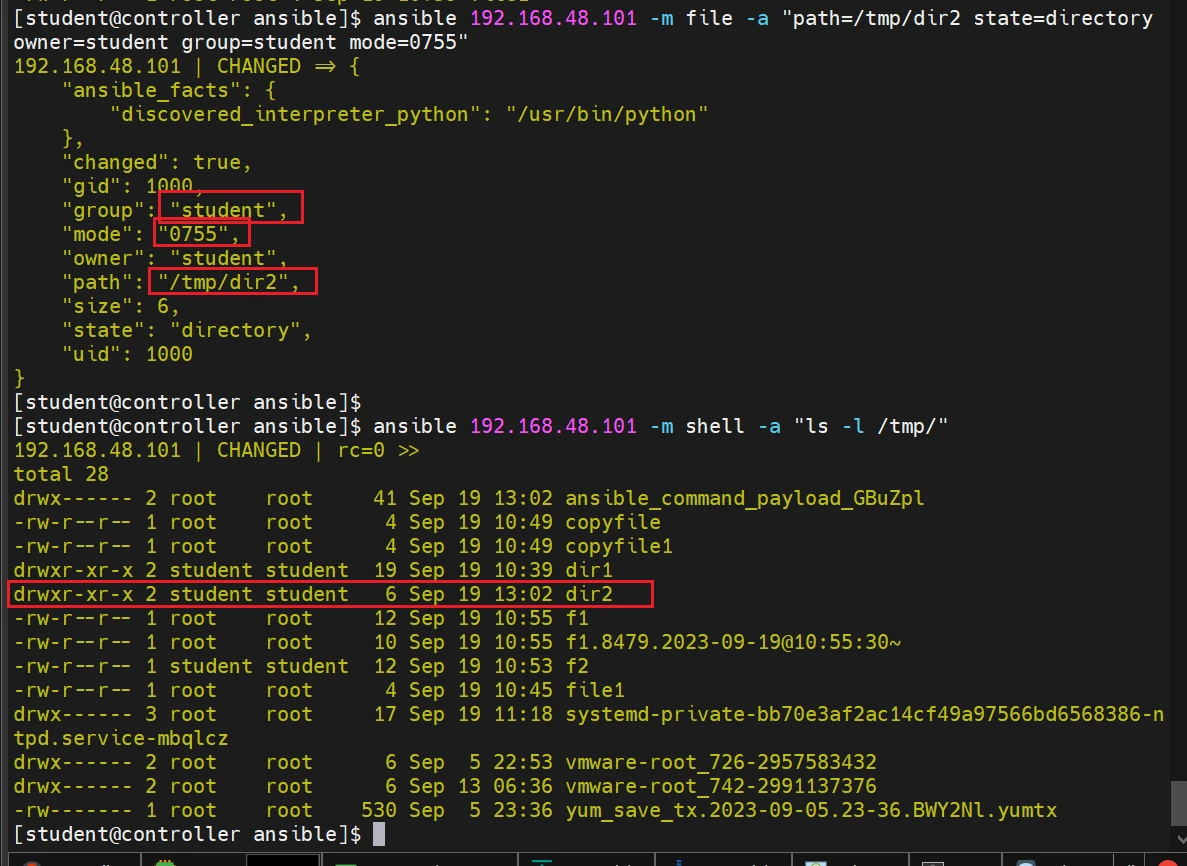 [student@controller ansible]$ ansible 192.168.48.101 -m file -a "path=/tmp/dir2 state=directory
owner=student group=student mode=0755"
192.168.48.101 | CHANGED => {
    "ansible_facts": {
        "discovered_interpreter_python": "/usr/bin/python"
    },
    "changed": true,
    "gid": 1000,
    "group": "student",
    "mode": "0755",
    "owner": "student",
    "path": "/tmp/dir2",
    "size": 6,
    "state": "directory",
    "uid": 1000
}
[student@controller ansible]$
[student@controller ansible]$ ansible 192.168.48.101 -m shell -a "ls -l /tmp/"
192.168.48.101 | CHANGED | rc=0 >>
total 28
drwx------ 2 root    root     41 Sep 19 13:02 ansible_command_payload_GBuZpl
-rw-r--r-- 1 root    root      4 Sep 19 10:49 copyfile
-rw-r--r-- 1 root    root      4 Sep 19 10:49 copyfile1
drwxr-xr-x 2 student student  19 Sep 19 10:39 dir1
drwxr-xr-x 2 student student   6 Sep 19 13:02 dir2
-rw-r--r-- 1 root    root     12 Sep 19 10:55 f1
-rw-r--r-- 1 root    root     10 Sep 19 10:55 f1.8479.2023-09-19@10:55:30~
-rw-r--r-- 1 student student  12 Sep 19 10:53 f2
-rw-r--r-- 1 root    root      4 Sep 19 10:45 file1
drwx------ 3 root    root     17 Sep 19 11:18 systemd-private-bb70e3af2ac14cf49a97566bd6568386-n
tpd.service-mbqlcz
drwx------ 2 root    root      6 Sep  5 22:53 vmware-root_726-2957583432
drwx------ 2 root    root      6 Sep 13 06:36 vmware-root_742-2991137376
-rw------- 1 root    root    530 Sep  5 23:36 yum_save_tx.2023-09-05.23-36.BWY2Nl.yumtx
[student@controller ansible]$